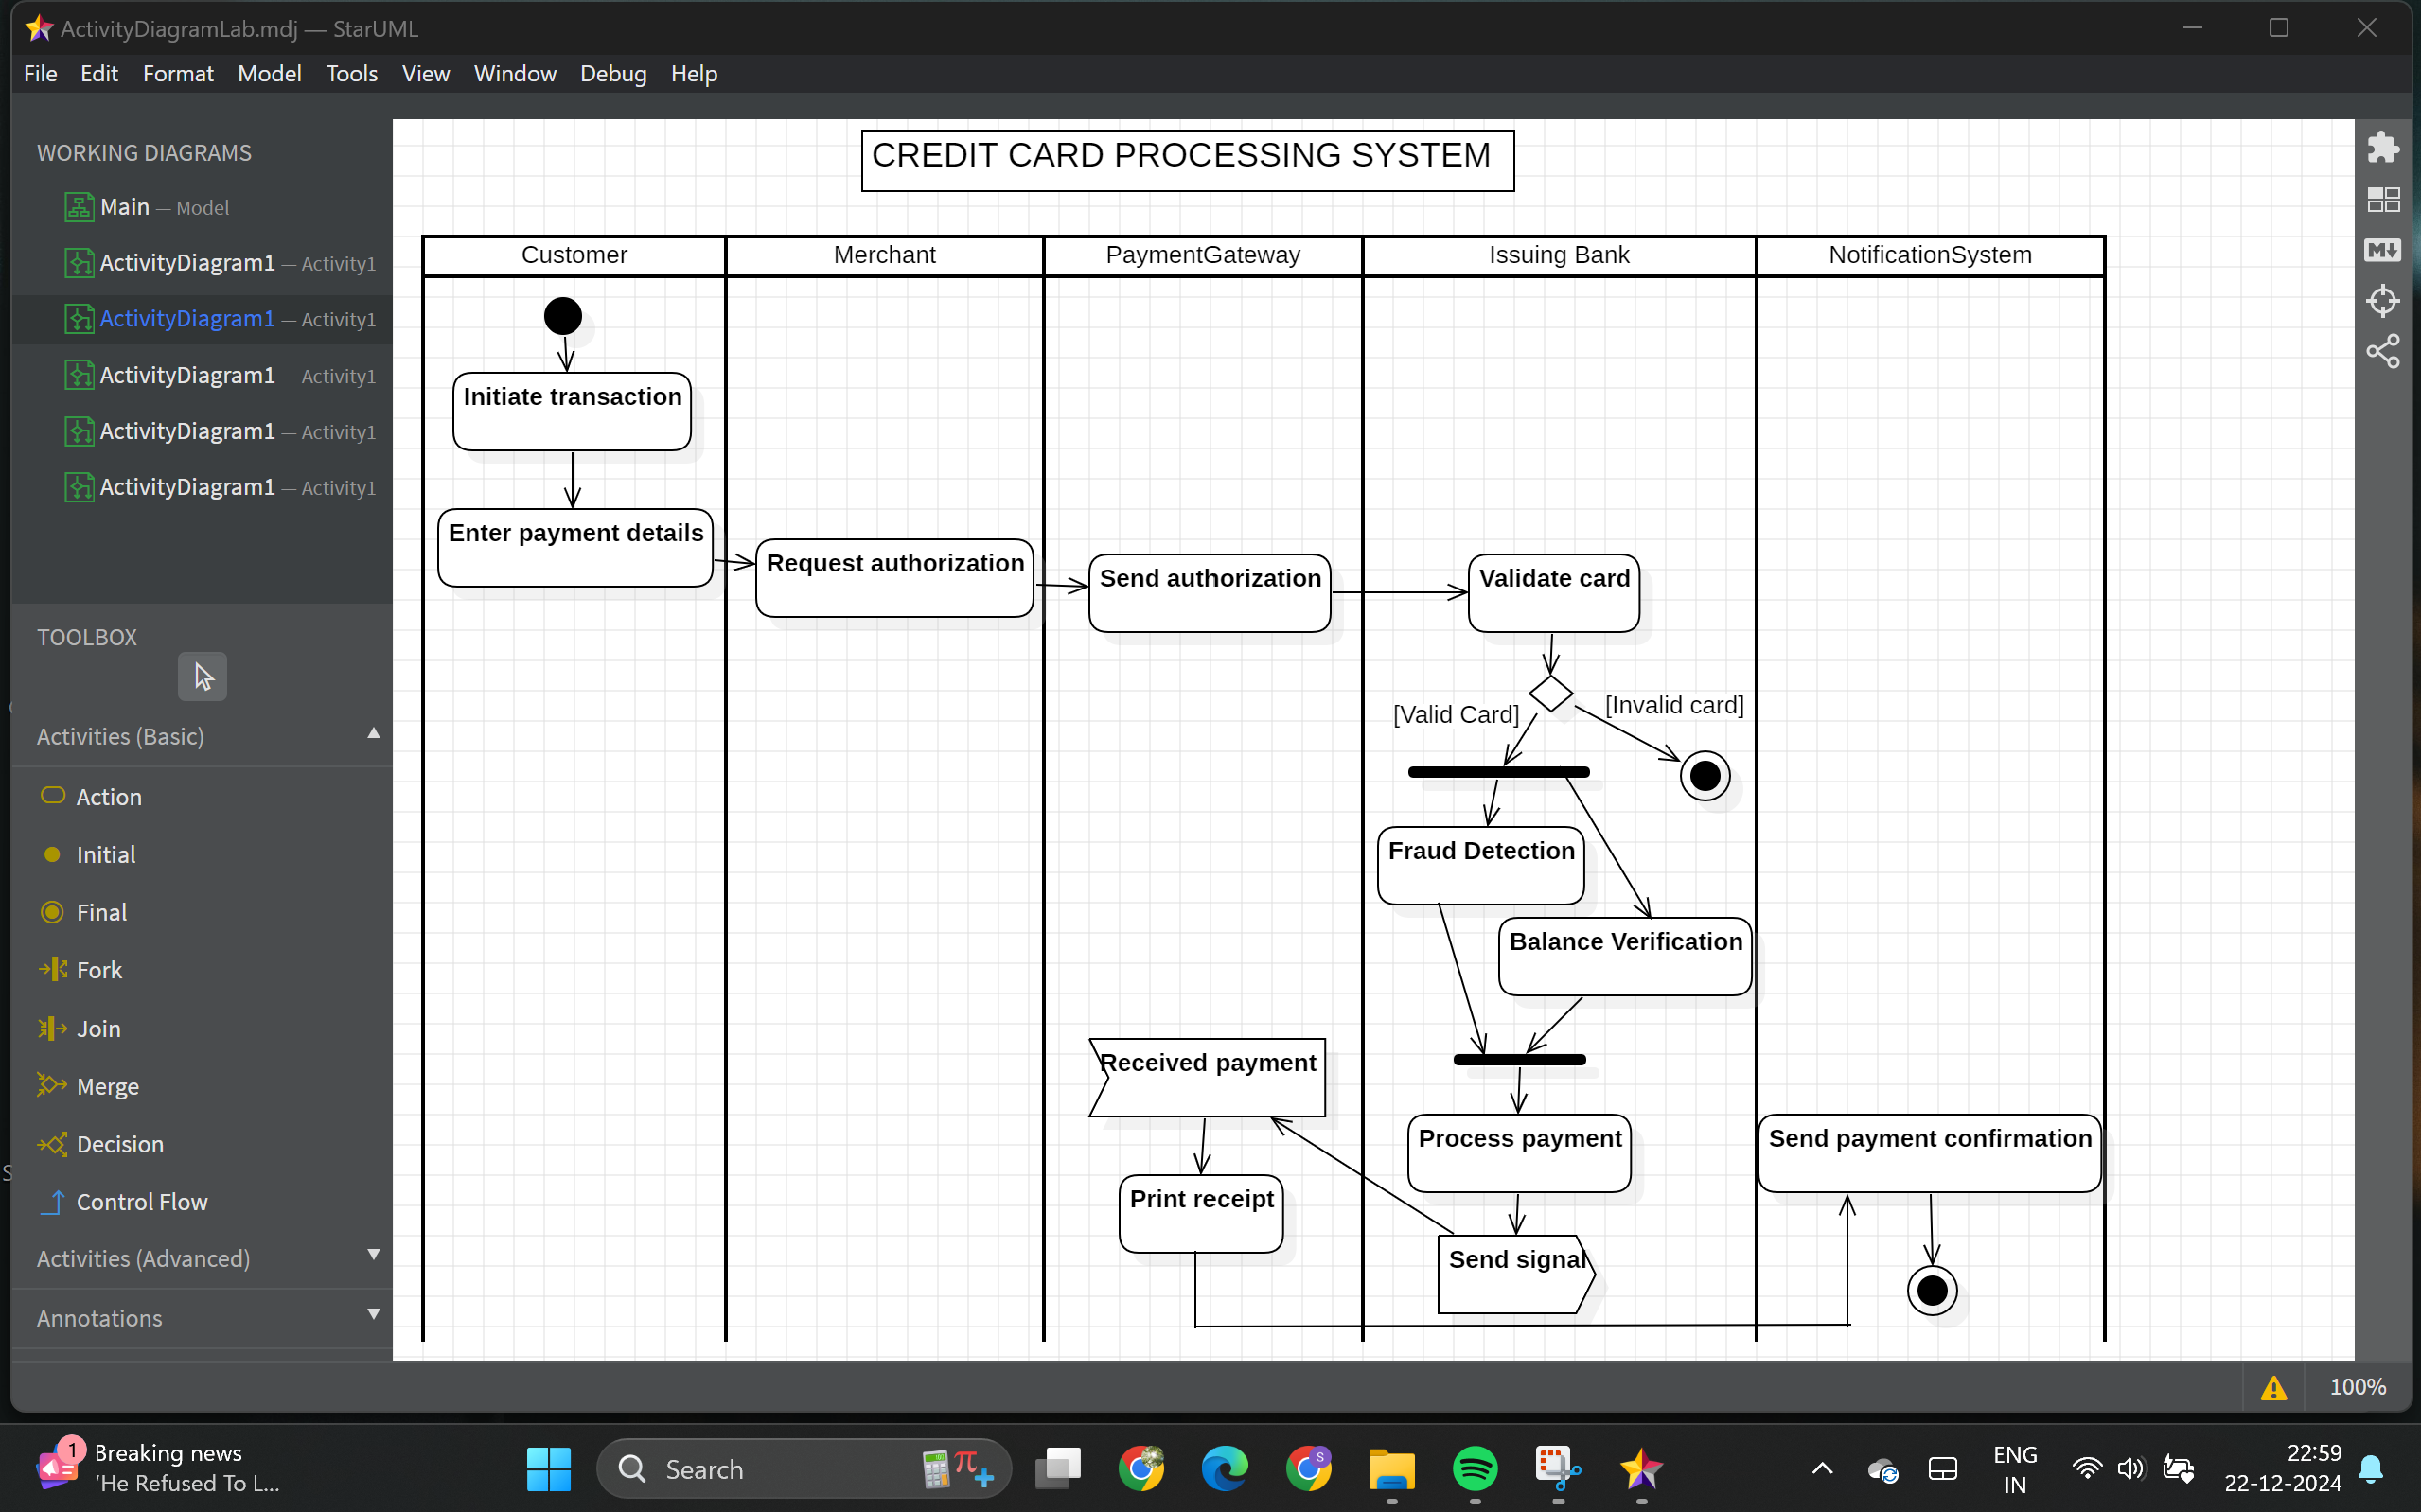 ActivityDiagramLab.mdj — StarUML
File Edit Format Model Tools View Window Debug Help
WORKING DIAGRAMS
Main — Model
ActivityDiagram1 — Activity1
ActivityDiagram1 — Activity1
ActivityDiagram1 — Activity1
ActivityDiagram1 — Activity1
ActivityDiagram1 — Activity1
TOOLBOX
Activities (Basic)
Action
Initial
Final
Fork
Join
Merge
Decision
Control Flow
Activities (Advanced)
Annotations
CREDIT CARD PROCESSING SYSTEM
Customer Merchant PaymentGateway Issuing Bank NotificationSystem
Initiate transaction
Enter payment details
Request authorization
Send authorization
Validate card
[Valid Card]
[Invalid card]
Fraud Detection
Balance Verification
Received payment
Process payment
Send payment confirmation
Print receipt
Send signal
M
100%
1
Breaking news
‘He Refused To L...
Search
π
S
ENG
IN
22:59
22-12-2024